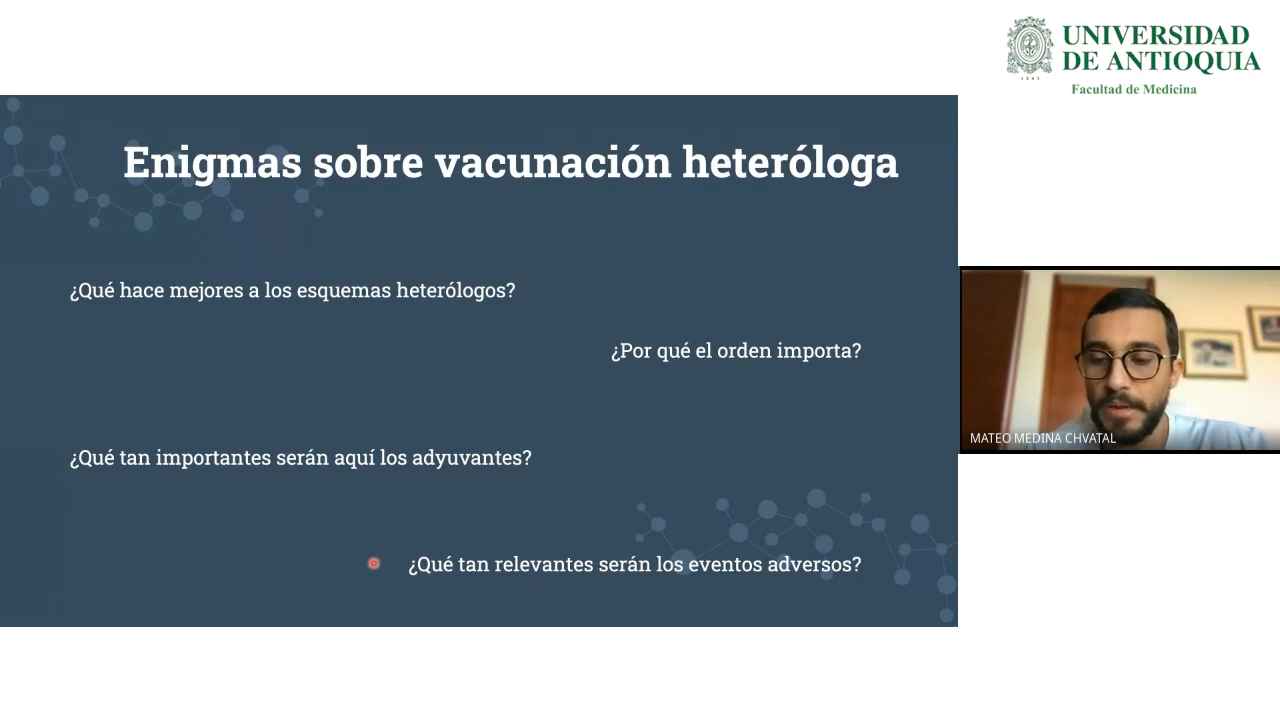 UNIVERSIDAD
DE ANTIOQUIA
1803
Facultad de Medicina
Enigmas sobre vacunación heteróloga
¿Qué hace mejores a los esquemas heterólogos?
¿Por qué el orden importa?
¿Qué tan importantes serán aquí los adyuvantes?
¿Qué tan relevantes serán los eventos adversos?
MATEO MEDINA CHVATAL